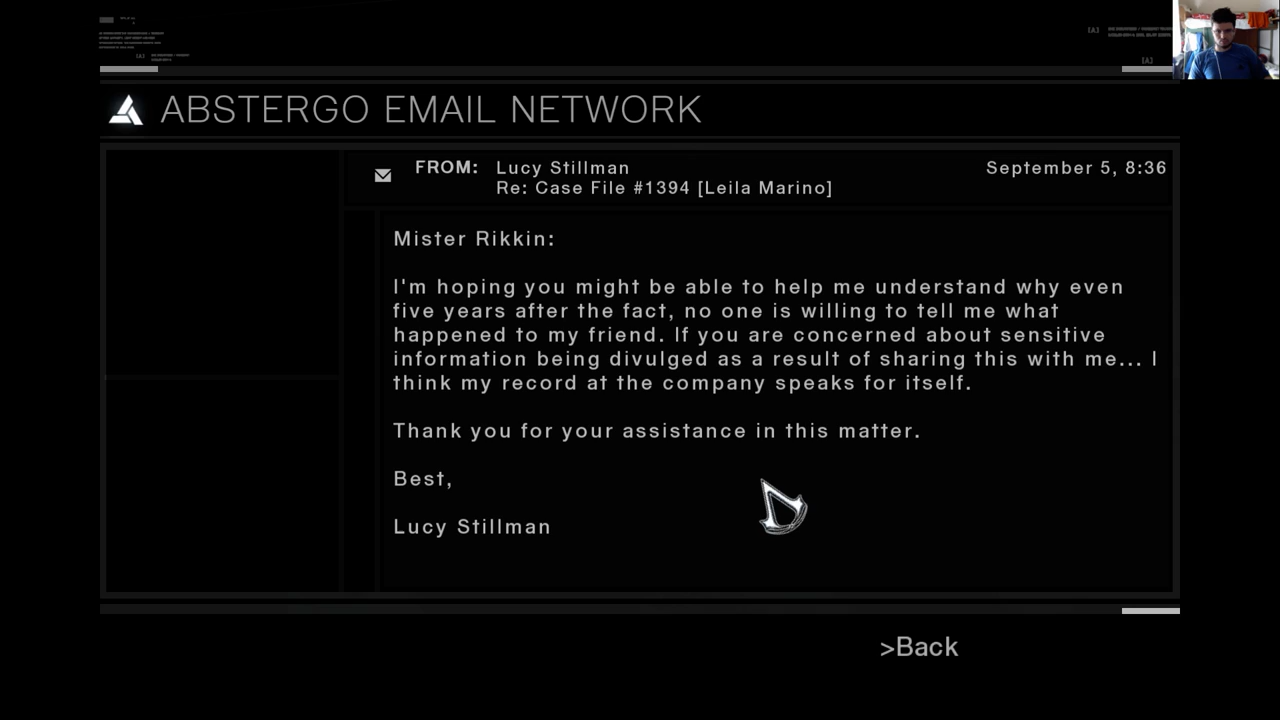 ABSTERGO EMAIL NETWORK
FROM: Lucy Stillman September 5, 8:36
Re: Case File #1394 [Leila Marino]
Mister Rikkin:
I'm hoping you might be able to help me understand why even
five years after the fact, no one is willing to tell me what
happened to my friend. If you are concerned about sensitive
information being divulged as a result of sharing this with me... I
think my record at the company speaks for itself.
Thank you for your assistance in this matter.
Best,
Lucy Stillman
>Back